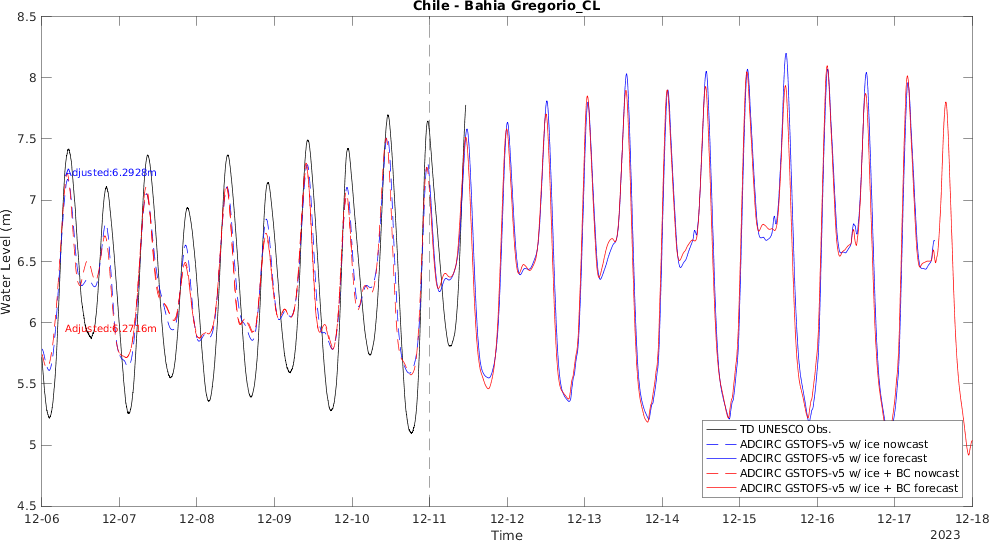 Chile - Bahia Gregorio_CL
8.5
8
7.5
7
6.5
6
5.5
5
4.5
Water Level (m)
Adjusted:6.2928m
Adjusted:6.2716m
TD UNESCO Obs.
ADCIRC GSTOFS-v5 w/ ice nowcast
ADCIRC GSTOFS-v5 w/ ice forecast
ADCIRC GSTOFS-v5 w/ ice + BC nowcast
ADCIRC GSTOFS-v5 w/ ice + BC forecast
12-06 12-07 12-08 12-09 12-10 12-11 12-12 12-13 12-14 12-15 12-16 12-17 12-18
Time
2023